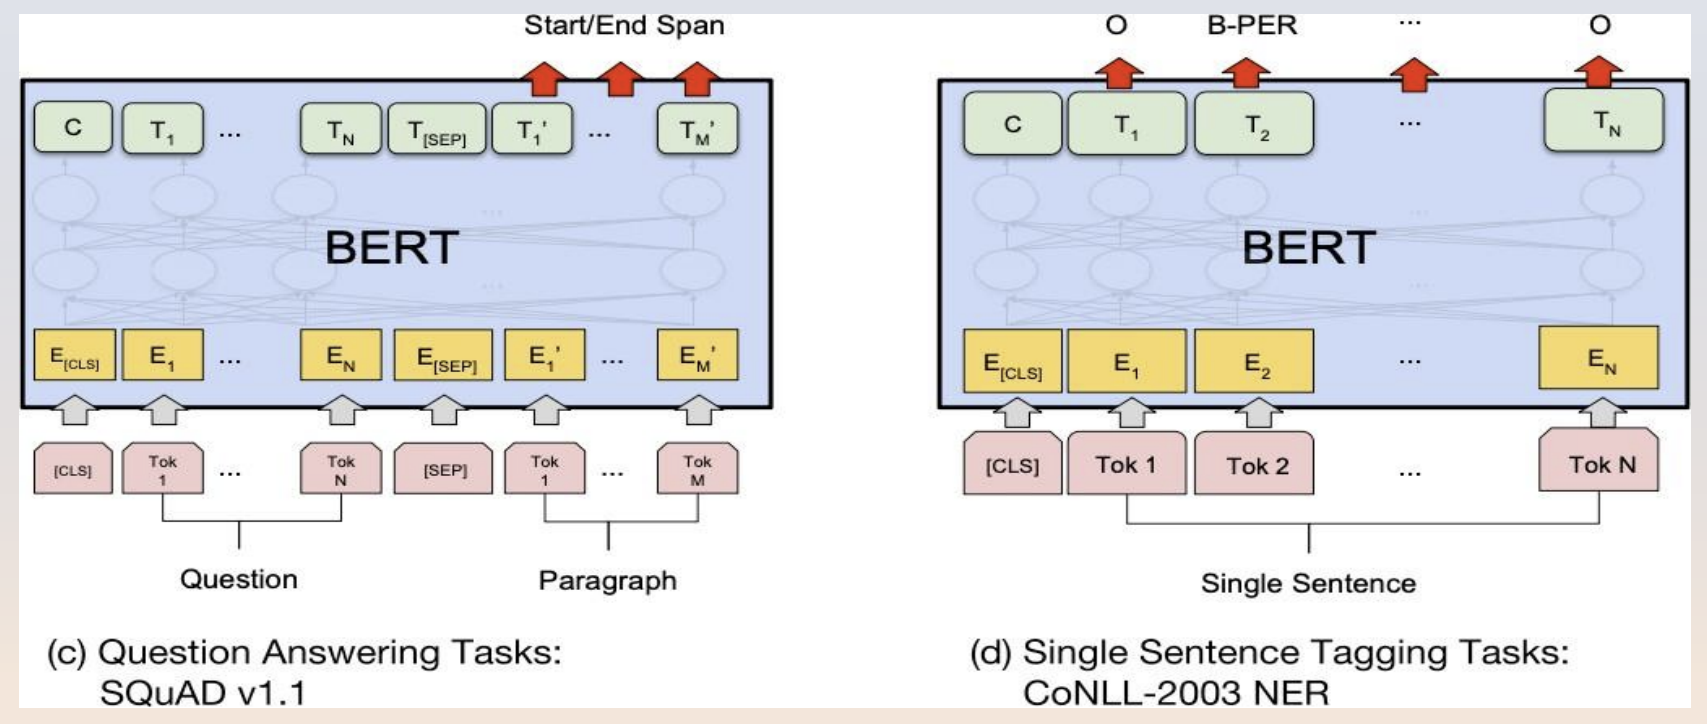 Start/End Span
C T1 ... TN T[SEP] T1' ... TM'
...
BERT
...
E[CLS] E1 ... EN E[SEP] E1' ... EM'
[CLS] Tok 1 ... Tok N [SEP] Tok 1 ... Tok M
Question Paragraph
(c) Question Answering Tasks:
SQuAD v1.1
O B-PER ... O
C T1 T2 ... TN
...
BERT
...
E[CLS] E1 E2 ... EN
[CLS] Tok 1 Tok 2 ... Tok N
Single Sentence
(d) Single Sentence Tagging Tasks:
CoNLL-2003 NER